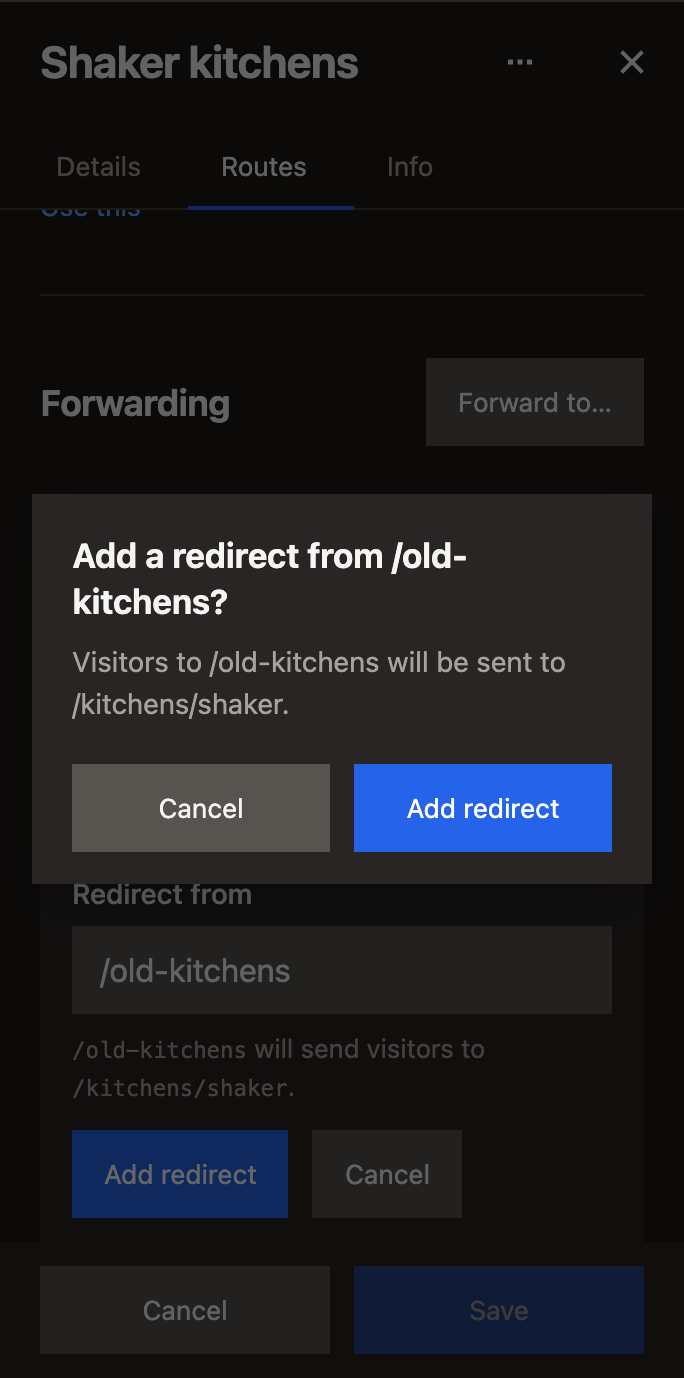 Shaker kitchens
Details Routes Info
Use this
Forwarding
Forward to...
Add a redirect from /old-
kitchens?
Visitors to /old-kitchens will be sent to
/kitchens/shaker.
Cancel Add redirect
Redirect from
/old-kitchens
/old-kitchens will send visitors to
/kitchens/shaker.
Add redirect Cancel
Cancel Save